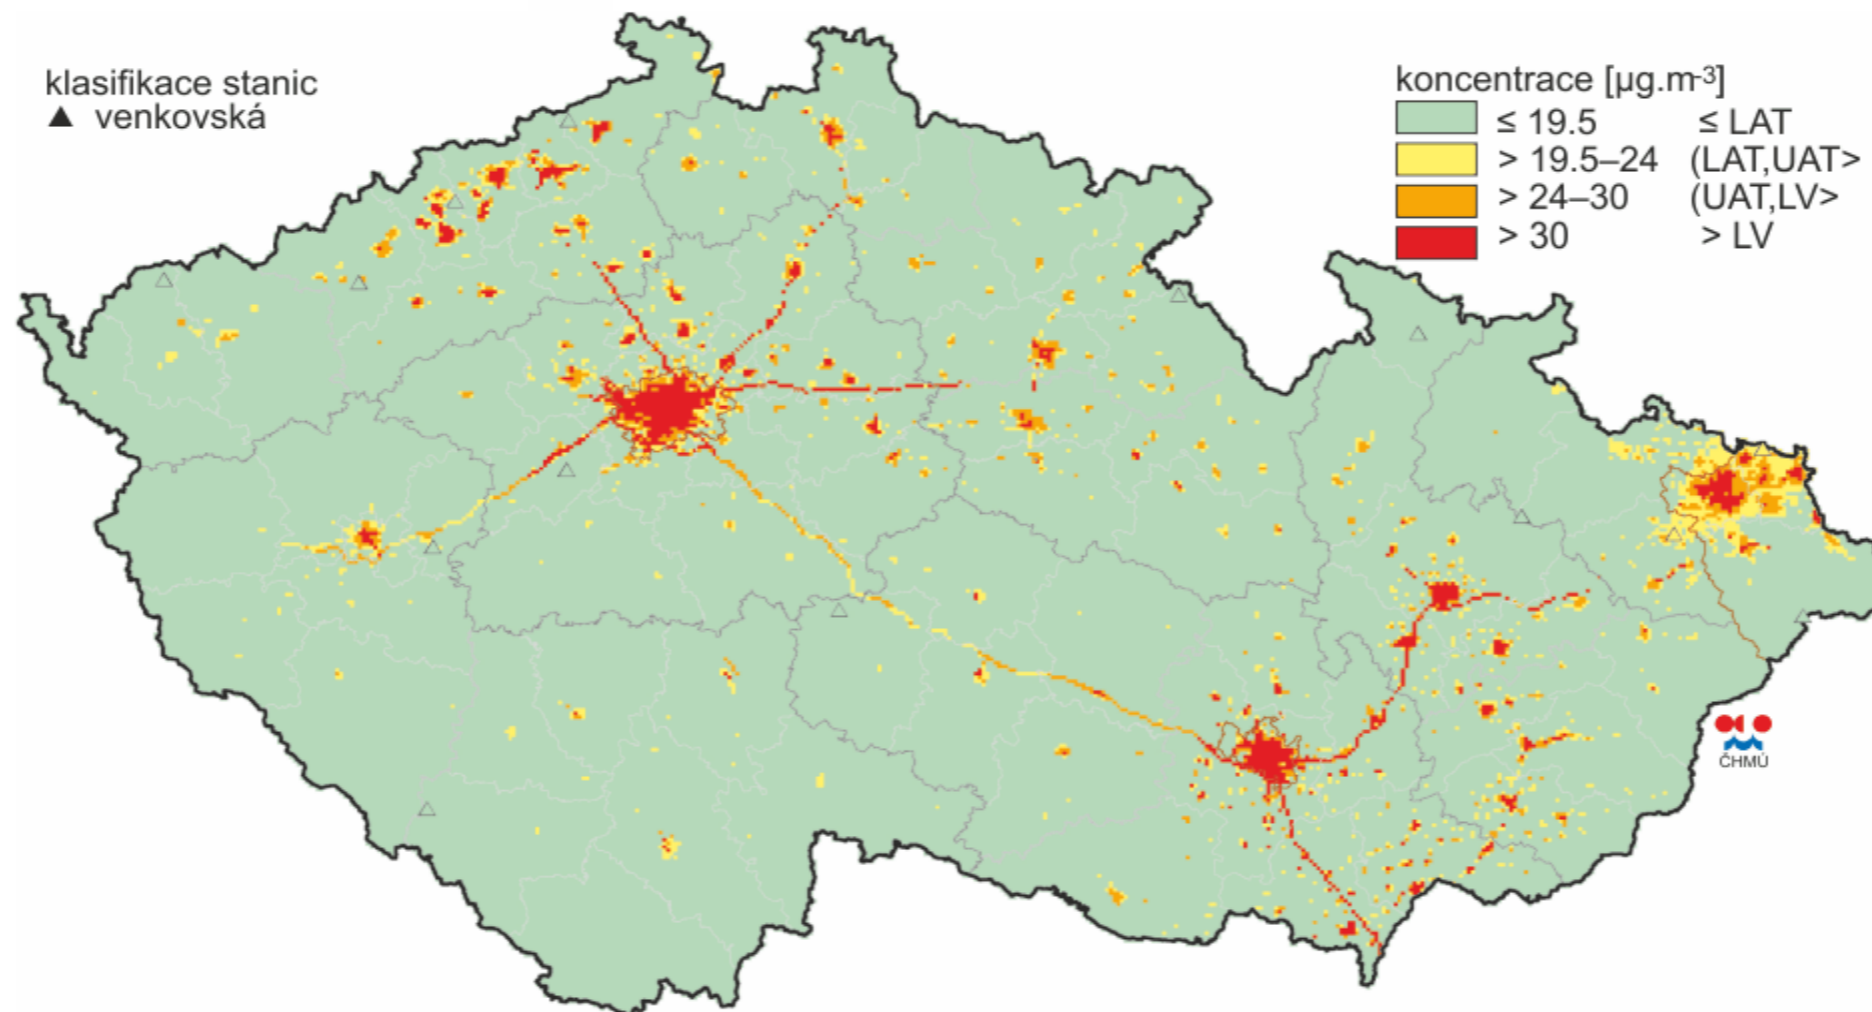 klasifikace stanic
▲ venkovská
koncentrace [µg.m-3]
≤ 19.5 ≤ LAT
> 19.5–24 (LAT,UAT>
> 24–30 (UAT,LV>
> 30 > LV
ČHMÚ